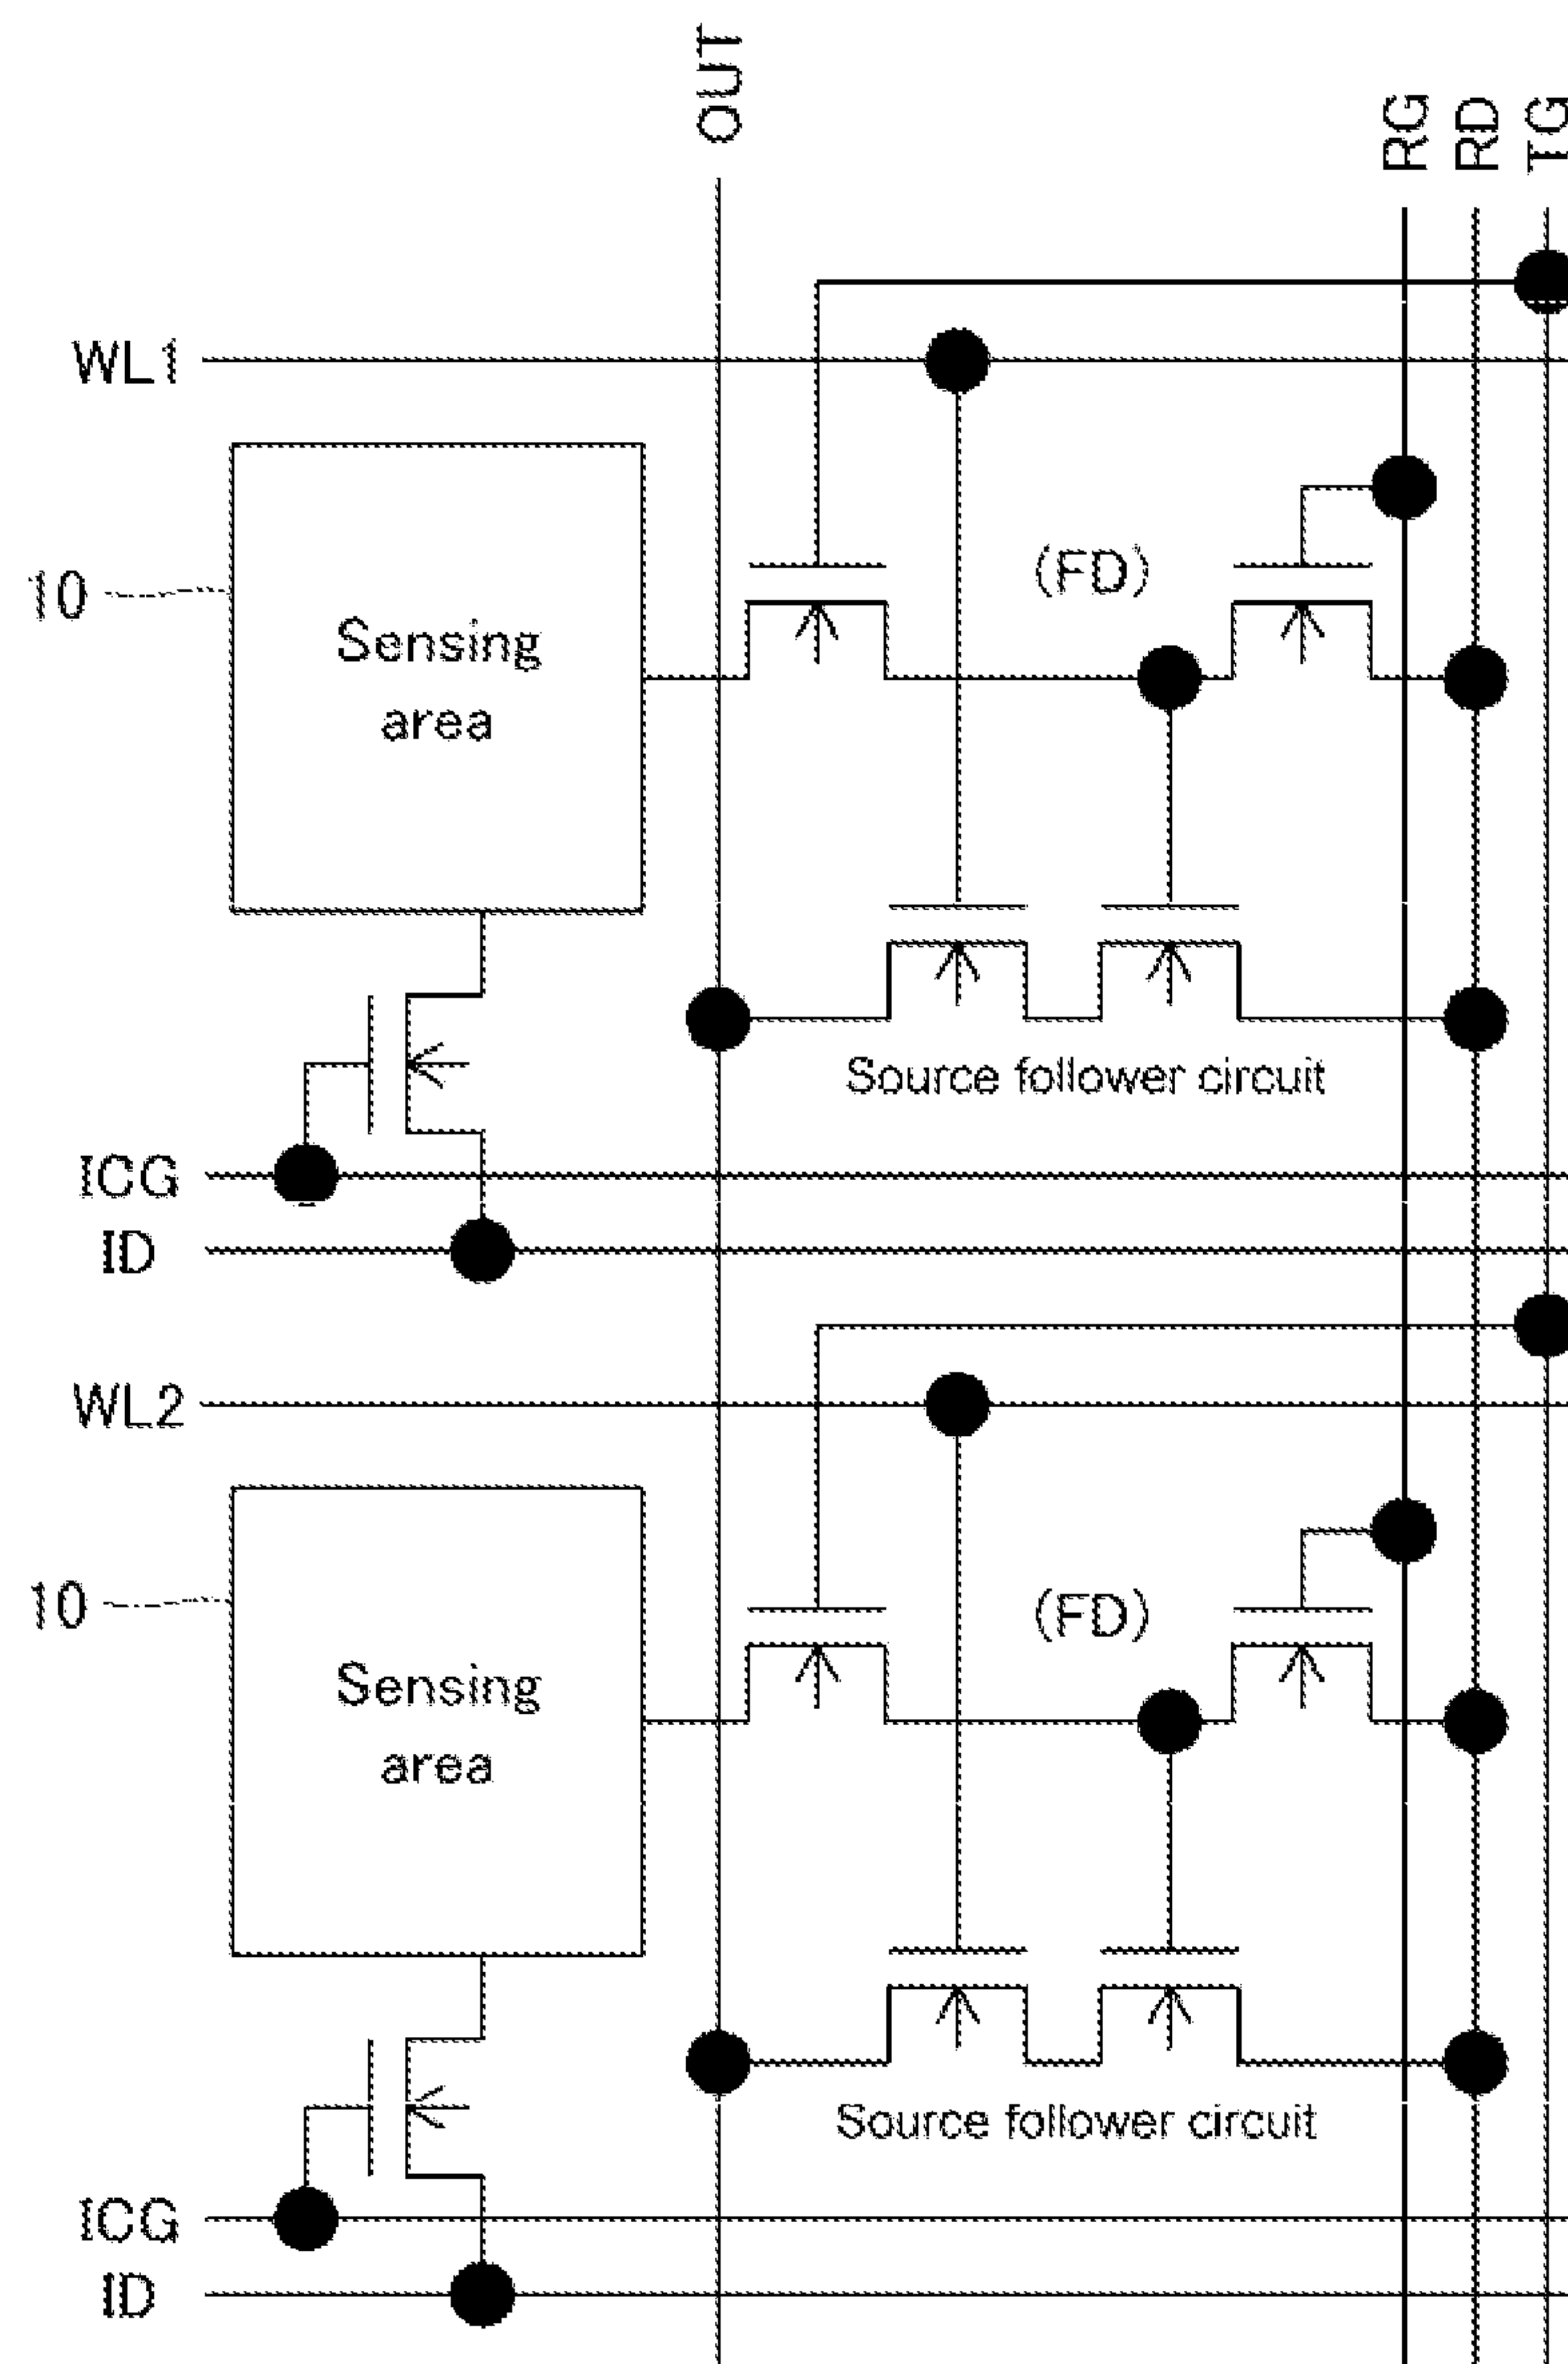 OUT
RG
RD
TG
WL1
(FD)
10
Sensing
area
Source follower circuit
ICG
ID
WL2
10
(FD)
Sensing
area
Source follower circuit
ICG
ID